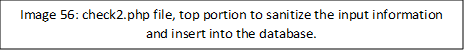 Image 56: check2.php file, top portion to sanitize the input information
and insert into the database.